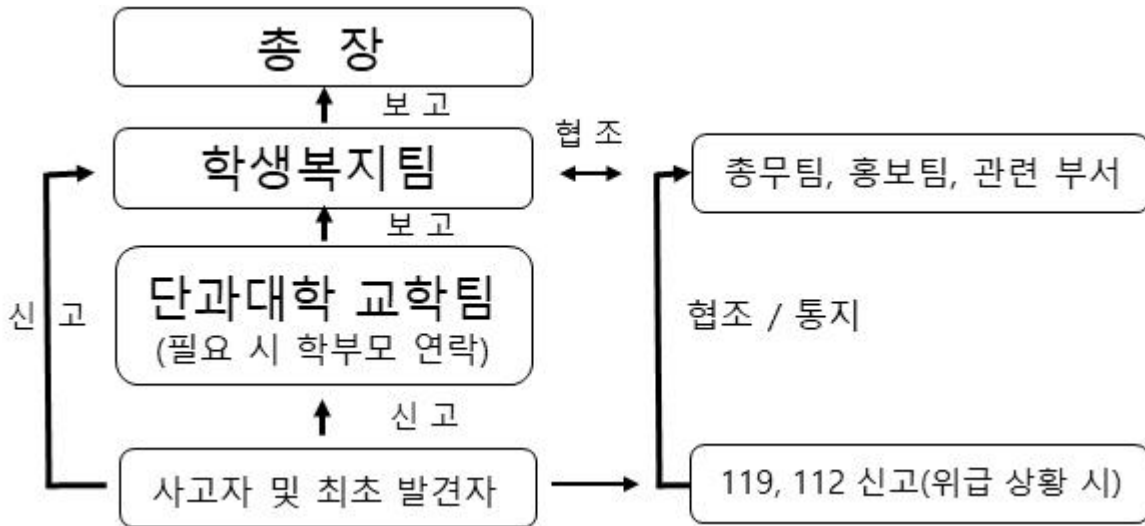 총 장
보 고
협 조
학생복지팀
총무팀, 홍보팀, 관련 부서
보 고
단과대학 교학팀
(필요 시 학부모 연락)
신 고
협조 / 통지
신 고
사고자 및 최초 발견자
119, 112 신고(위급 상황 시)